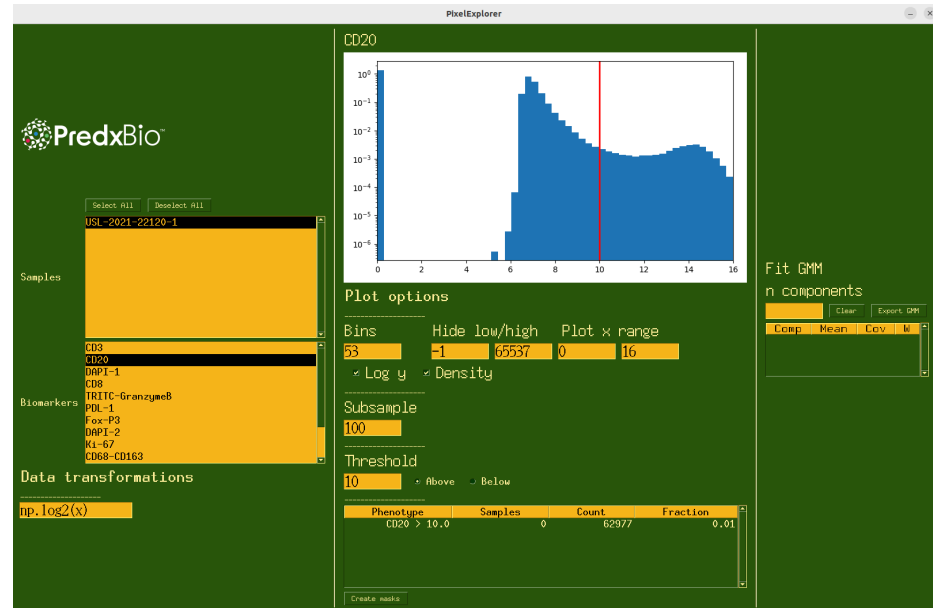 PixelExplorer
PredxBio™
Select All Deselect All
Samples
USL-2021-22120-1
Biomarkers
CD3
CD20
DAPI-1
CD8
TRITC-GranzymeB
PDL-1
Fox-P3
DAPI-2
Ki-67
CD68-CD163
Data transformations
--------------------
np.log2(x)
CD20
10^0
10^-1
10^-2
10^-3
10^-4
10^-5
10^-6
0 2 4 6 8 10 12 14 16
Plot options
--------------------
Bins Hide low/high Plot x range
53 -1 65537 0 16
Log y Density
--------------------
Subsample
100
--------------------
Threshold
10 Above Below
--------------------
Phenotype Samples Count Fraction
CD20 > 10.0 0 62977 0.01
Create masks
Fit GMM
n components
Clear Export GMM
Comp Mean Cov W